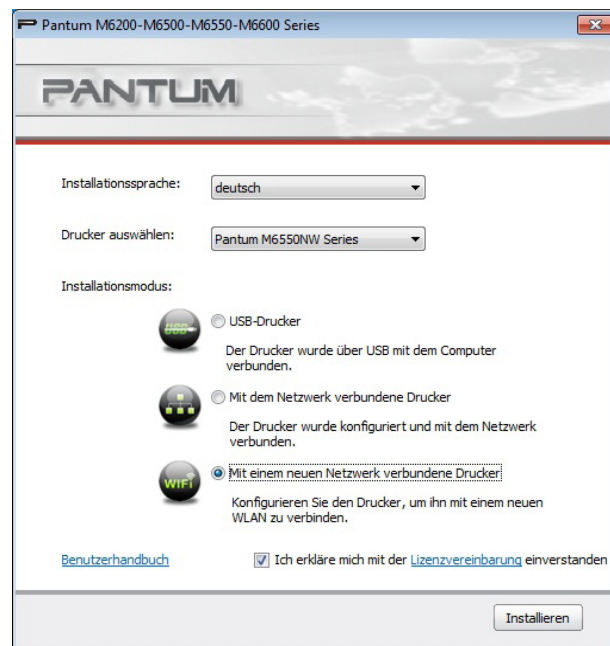 Pantum M6200-M6500-M6550-M6600 Series
PANTUM
Installationssprache:
deutsch
Drucker auswählen:
Pantum M6550NW Series
Installationsmodus:
USB
USB-Drucker
Der Drucker wurde über USB mit dem Computer
verbunden.
Mit dem Netzwerk verbundene Drucker
Der Drucker wurde konfiguriert und mit dem Netzwerk
verbunden.
WiFi
Mit einem neuen Netzwerk verbundene Drucker
Konfigurieren Sie den Drucker, um ihn mit einem neuen
WLAN zu verbinden.
Benutzerhandbuch
Ich erkläre mich mit der Lizenzvereinbarung einverstanden
Installieren